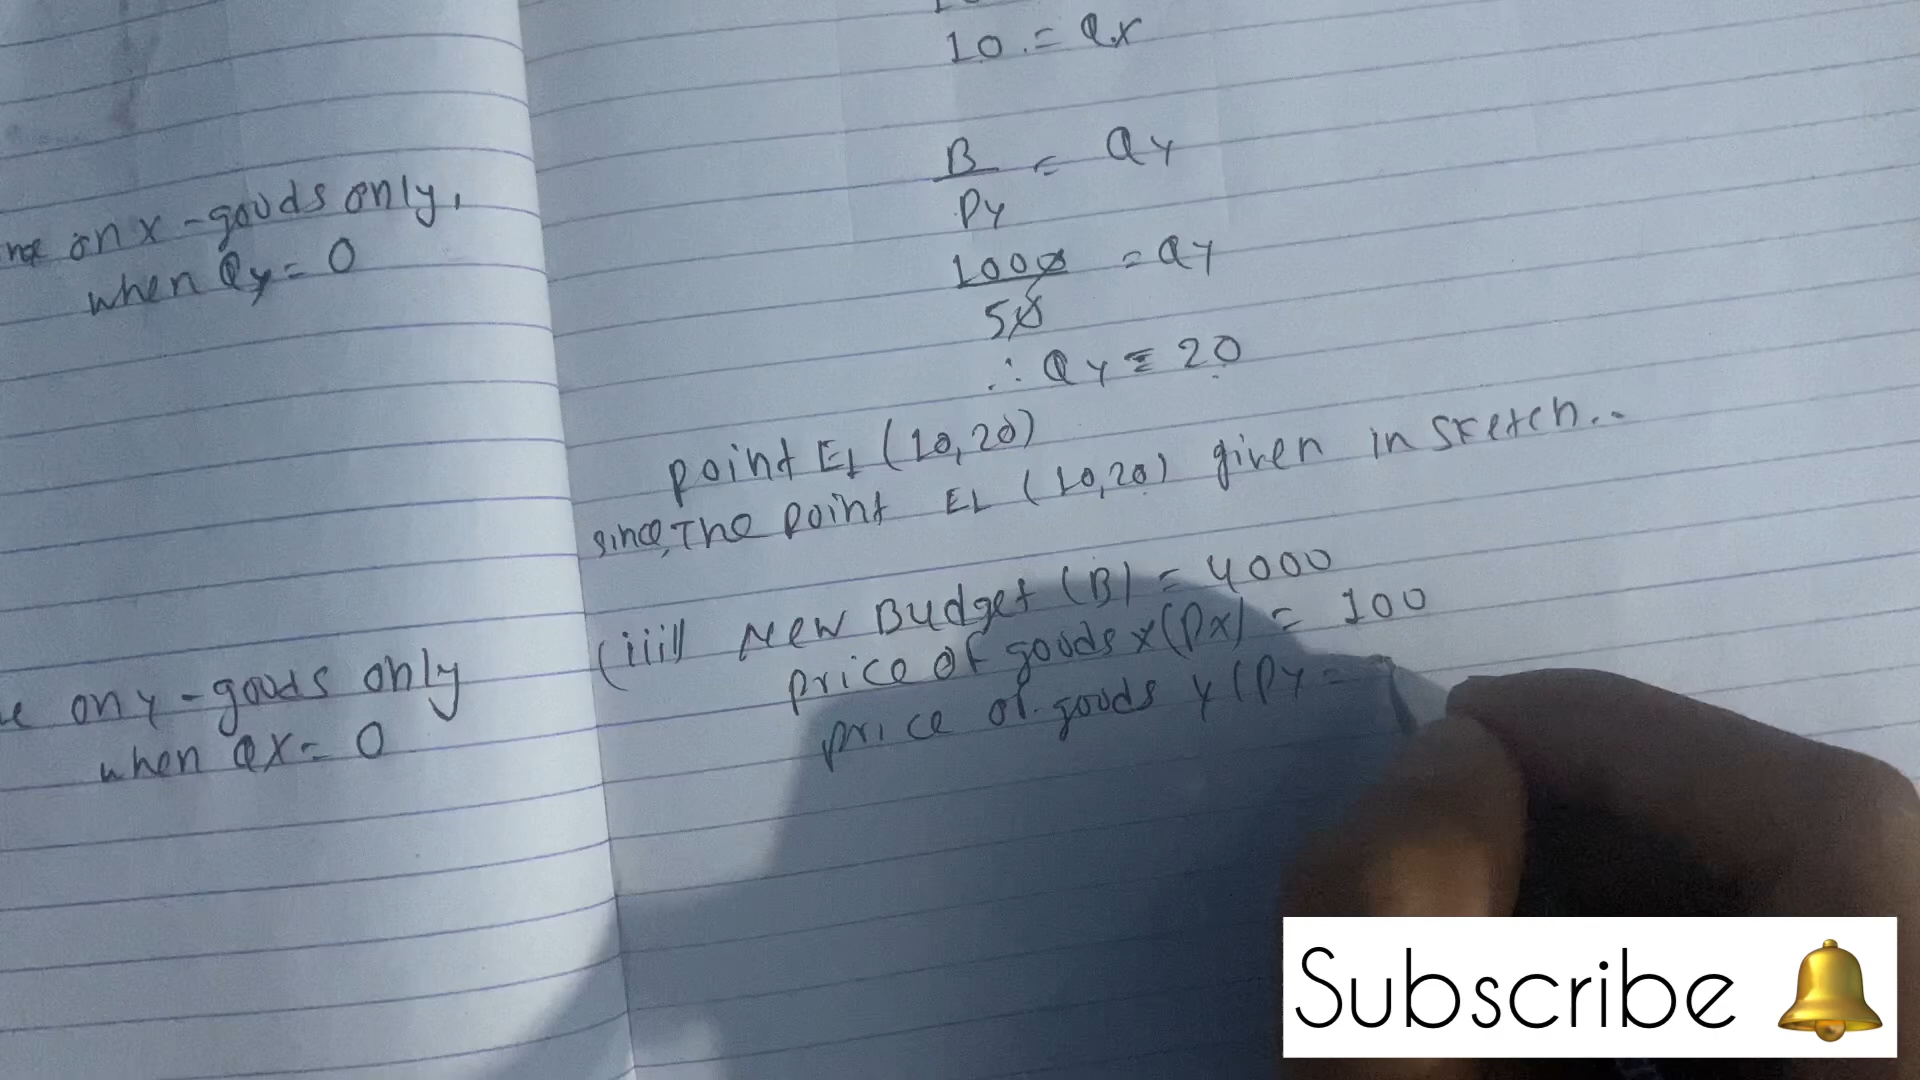 on x-goods only,
when Qy = 0
on y-goods only
when Qx = 0
10 = Qx
B/PY = QY
1000/50 = QY
∴ QY = 20
point E1 (10,20)
since, The point E1 (10,20) given in sketch..
(iii) New Budget (B) = 4000
price of goods x (Px) = 100
price of goods Y (PY =
Subscribe